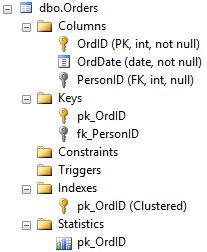 dbo.Orders
Columns
OrdID (PK, int, not null)
OrdDate (date, not null)
PersonID (FK, int, null)
Keys
pk_OrdID
fk_PersonID
Constraints
Triggers
Indexes
pk_OrdID (Clustered)
Statistics
pk_OrdID